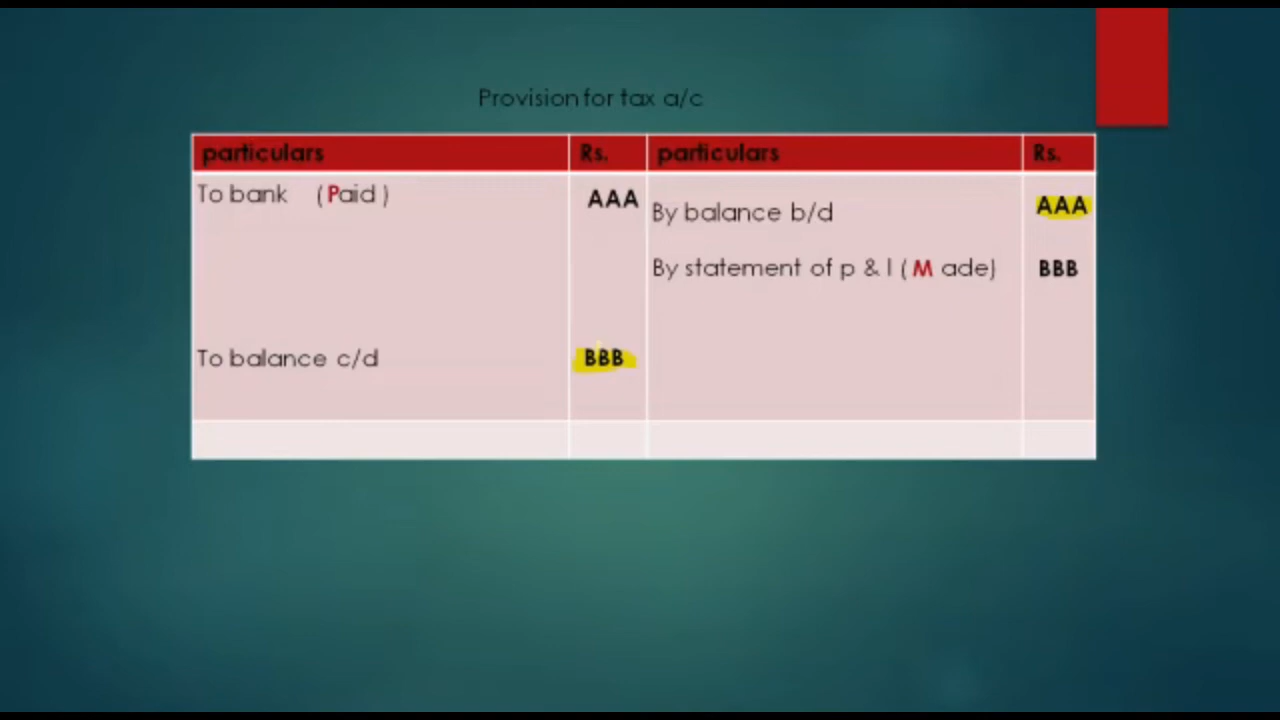 Provision for tax a/c
particulars Rs. particulars Rs.
To bank (Paid ) AAA By balance b/d AAA
By statement of p & l ( M ade) BBB
To balance c/d BBB